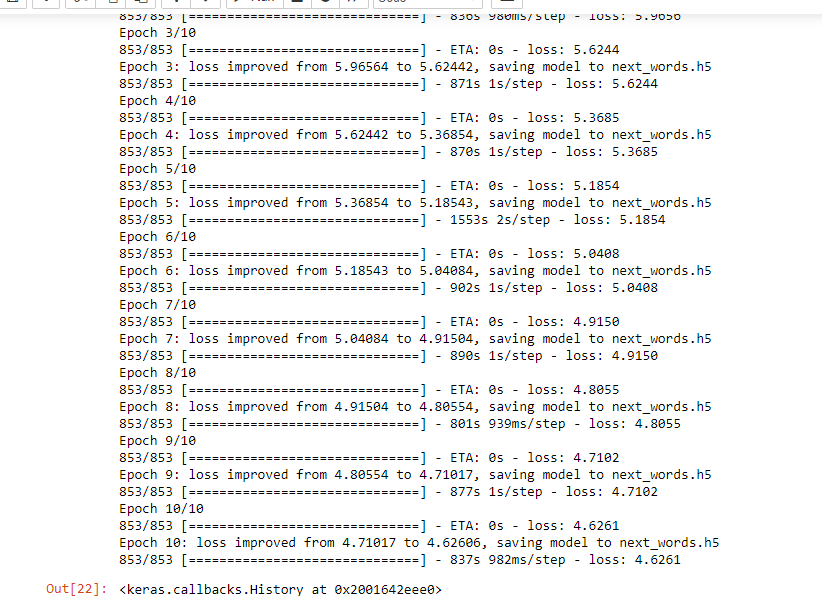 853/853 [==============================] - 836s 980ms/step - loss: 5.9656
Epoch 3/10
853/853 [==============================] - ETA: 0s - loss: 5.6244
Epoch 3: loss improved from 5.96564 to 5.62442, saving model to next_words.h5
853/853 [==============================] - 871s 1s/step - loss: 5.6244
Epoch 4/10
853/853 [==============================] - ETA: 0s - loss: 5.3685
Epoch 4: loss improved from 5.62442 to 5.36854, saving model to next_words.h5
853/853 [==============================] - 870s 1s/step - loss: 5.3685
Epoch 5/10
853/853 [==============================] - ETA: 0s - loss: 5.1854
Epoch 5: loss improved from 5.36854 to 5.18543, saving model to next_words.h5
853/853 [==============================] - 1553s 2s/step - loss: 5.1854
Epoch 6/10
853/853 [==============================] - ETA: 0s - loss: 5.0408
Epoch 6: loss improved from 5.18543 to 5.04084, saving model to next_words.h5
853/853 [==============================] - 902s 1s/step - loss: 5.0408
Epoch 7/10
853/853 [==============================] - ETA: 0s - loss: 4.9150
Epoch 7: loss improved from 5.04084 to 4.91504, saving model to next_words.h5
853/853 [==============================] - 890s 1s/step - loss: 4.9150
Epoch 8/10
853/853 [==============================] - ETA: 0s - loss: 4.8055
Epoch 8: loss improved from 4.91504 to 4.80554, saving model to next_words.h5
853/853 [==============================] - 801s 939ms/step - loss: 4.8055
Epoch 9/10
853/853 [==============================] - ETA: 0s - loss: 4.7102
Epoch 9: loss improved from 4.80554 to 4.71017, saving model to next_words.h5
853/853 [==============================] - 877s 1s/step - loss: 4.7102
Epoch 10/10
853/853 [==============================] - ETA: 0s - loss: 4.6261
Epoch 10: loss improved from 4.71017 to 4.62606, saving model to next_words.h5
853/853 [==============================] - 837s 982ms/step - loss: 4.6261
Out[22]: <keras.callbacks.History at 0x2001642eee0>